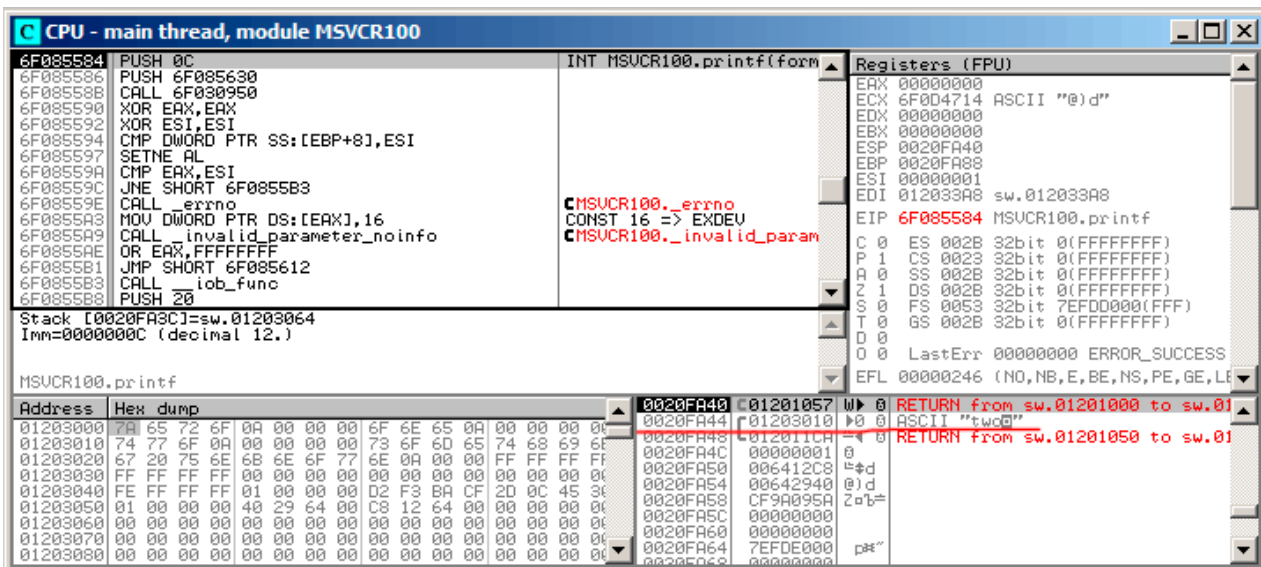 CPU - main thread, module MSVCR100
6F085584 PUSH 0C INT MSVCR100.printf(form
6F085586 PUSH 6F085630
6F08558B CALL 6F030950
6F085590 XOR EAX,EAX
6F085592 XOR ESI,ESI
6F085594 CMP DWORD PTR SS:[EBP+8],ESI
6F085597 SETNE AL
6F08559A CMP EAX,ESI
6F08559C JNE SHORT 6F0855B3
6F08559E CALL _errno MSVCR100._errno
6F0855A3 MOV DWORD PTR DS:[EAX],16 CONST 16 => EXDEV
6F0855A9 CALL _invalid_parameter_noinfo MSVCR100._invalid_param
6F0855AE OR EAX,FFFFFFFF
6F0855B1 JMP SHORT 6F085612
6F0855B3 CALL __iob_func
6F0855B8 PUSH 20
Registers (FPU)
EAX 00000000
ECX 6F0D4714 ASCII "@)d"
EDX 00000000
EBX 00000000
ESP 0020FA40
EBP 0020FA88
ESI 00000001
EDI 012033A8 sw.012033A8
EIP 6F085584 MSVCR100.printf
C 0 ES 002B 32bit 0(FFFFFFFF)
P 1 CS 0023 32bit 0(FFFFFFFF)
A 0 SS 002B 32bit 0(FFFFFFFF)
Z 1 DS 002B 32bit 0(FFFFFFFF)
S 0 FS 0053 32bit 7EFDD000(FFF)
T 0 GS 002B 32bit 0(FFFFFFFF)
D 0
O 0 LastErr 00000000 ERROR_SUCCESS
EFL 00000246 (NO,NB,E,BE,NS,PE,GE,LE
Stack [0020FA3C]=sw.01203064
Imm=0000000C (decimal 12.)
MSVCR100.printf
Address Hex dump
01203000 7A 65 72 6F 0A 00 00 00 6F 6E 65 0A 00 00 00 00
01203010 74 77 6F 0A 00 00 00 00 73 6F 6D 65 74 68 69 6E
01203020 67 20 75 6E 6B 6E 6F 77 6E 0A 00 00 FF FF FF FF
01203030 FF FF FF FF 00 00 00 00 00 00 00 00 00 00 00
01203040 FE FF FF FF 01 00 00 00 D2 F3 BA CF 2D 0C 45 30
01203050 01 00 00 00 40 29 64 00 C8 12 64 00 00 00 00
01203060 00 00 00 00 00 00 00 00 00 00 00 00 00 00 00
01203070 00 00 00 00 00 00 00 00 00 00 00 00 00 00 00
01203080 00 00 00 00 00 00 00 00 00 00 00 00 00 00 00
0020FA40 01201057 RETURN from sw.01201000 to sw.01
0020FA44 01203010 ASCII "two
0020FA48 012011CA RETURN from sw.01201050 to sw.01
0020FA4C 00000001
0020FA50 006412C8
0020FA54 00642940 @)d
0020FA58 CF9A095A
0020FA5C 00000000
0020FA60 00000000
0020FA64 7EFDE000